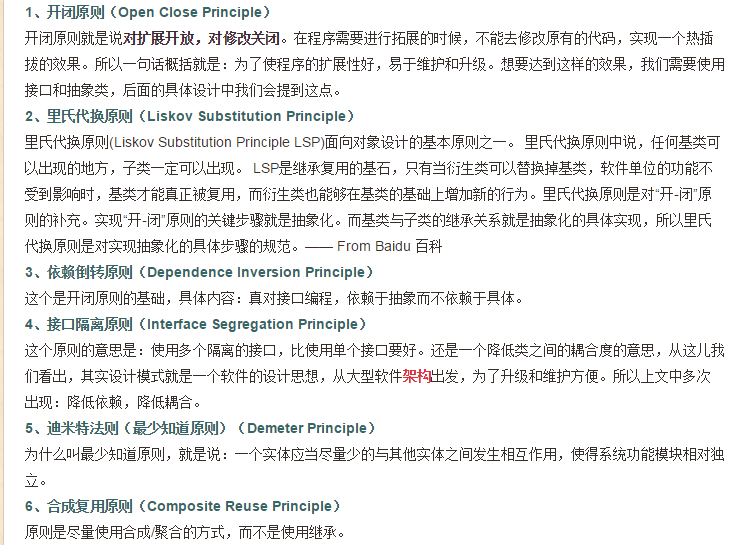 1、开闭原则（Open Close Principle）
开闭原则就是说对扩展开放，对修改关闭。在程序需要进行拓展的时候，不能去修改原有的代码，实现一个热插
拔的效果。所以一句话概括就是：为了使程序的扩展性好，易于维护和升级。想要达到这样的效果，我们需要使用
接口和抽象类，后面的具体设计中我们会提到这点。
2、里氏代换原则（Liskov Substitution Principle）
里氏代换原则(Liskov Substitution Principle LSP)面向对象设计的基本原则之一。 里氏代换原则中说，任何基类可
以出现的地方，子类一定可以出现。 LSP是继承复用的基石，只有当衍生类可以替换掉基类，软件单位的功能不
受到影响时，基类才能真正被复用，而衍生类也能够在基类的基础上增加新的行为。里氏代换原则是对“开-闭”原
则的补充。实现“开-闭”原则的关键步骤就是抽象化。而基类与子类的继承关系就是抽象化的具体实现，所以里氏
代换原则是对实现抽象化的具体步骤的规范。—— From Baidu 百科
3、依赖倒转原则（Dependence Inversion Principle）
这个是开闭原则的基础，具体内容：真对接口编程，依赖于抽象而不依赖于具体。
4、接口隔离原则（Interface Segregation Principle）
这个原则的意思是：使用多个隔离的接口，比使用单个接口要好。还是一个降低类之间的耦合度的意思，从这儿我
们看出，其实设计模式就是一个软件的设计思想，从大型软件架构出发，为了升级和维护方便。所以上文中多次
出现：降低依赖，降低耦合。
5、迪米特法则（最少知道原则）（Demeter Principle）
为什么叫最少知道原则，就是说：一个实体应当尽量少的与其他实体之间发生相互作用，使得系统功能模块相对独
立。
6、合成复用原则（Composite Reuse Principle）
原则是尽量使用合成/聚合的方式，而不是使用继承。